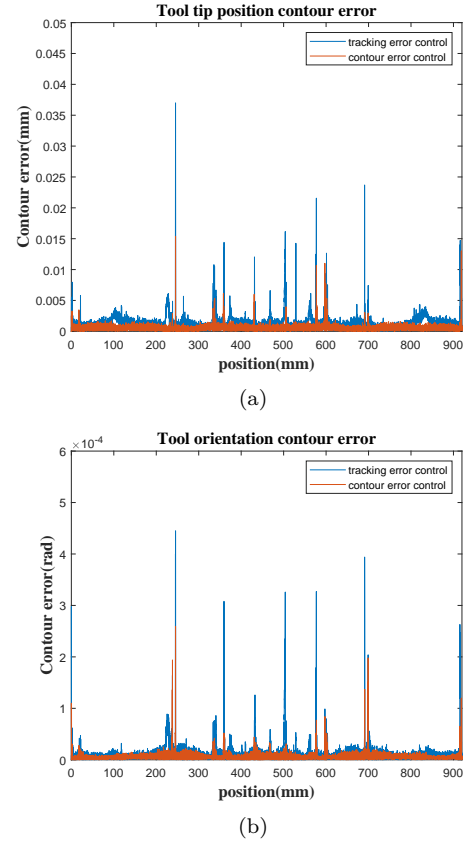 Tool tip position contour error
0.05
0.045
0.04
0.035
0.03
0.025
0.02
0.015
0.01
0.005
0
Contour error(mm)
tracking error control
contour error control
0 100 200 300 400 500 600 700 800 900
position(mm)
(a)
Tool orientation contour error
×10⁻⁴
6
5
4
3
2
1
0
Contour error(rad)
tracking error control
contour error control
0 100 200 300 400 500 600 700 800 900
position(mm)
(b)